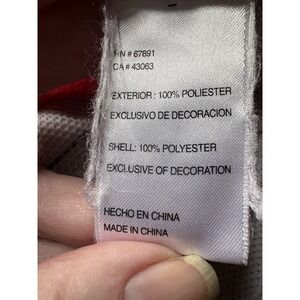 RN # 67891
CA # 43063
EXTERIOR : 100% POLIESTER
EXCLUSIVO DE DECORACION
SHELL: 100% POLYESTER
EXCLUSIVE OF DECORATION
HECHO EN CHINA
MADE IN CHINA